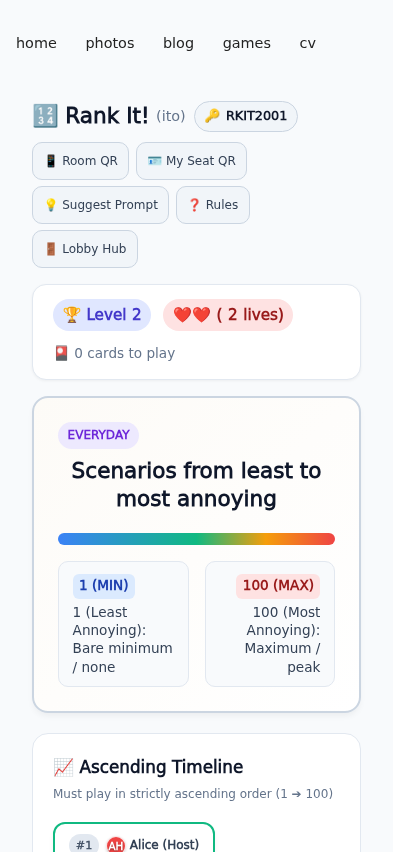 home photos blog games cv
🔢 Rank It! (ito) 🔑 RKIT2001
📱 Room QR 🪪 My Seat QR
💡 Suggest Prompt ❓ Rules
🚪 Lobby Hub
🏆 Level 2 ❤️❤️ ( 2 lives)
🎴 0 cards to play
EVERYDAY
Scenarios from least to
most annoying
1 (MIN)
1 (Least
Annoying):
Bare minimum
/ none
100 (MAX)
100 (Most
Annoying):
Maximum /
peak
📈 Ascending Timeline
Must play in strictly ascending order (1 ➔ 100)
#1 AH Alice (Host)